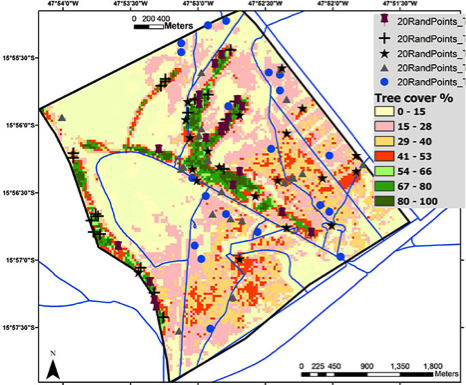 47°54'0"W 47°53'30"W 47°53'0"W 47°52'30"W 47°52'0"W 47°51'30"W
0 200 400
Meters
20RandPoints_
20RandPoints_
20RandPoints_
20RandPoints_
20RandPoints_
Tree cover %
0 - 15
15 - 28
29 - 40
41 - 53
54 - 66
67 - 80
80 - 100
15°55'30"S
15°56'0"S
15°56'30"S
15°57'0"S
15°57'30"S
N
0 225 450 900 1,350 1,800
Meters